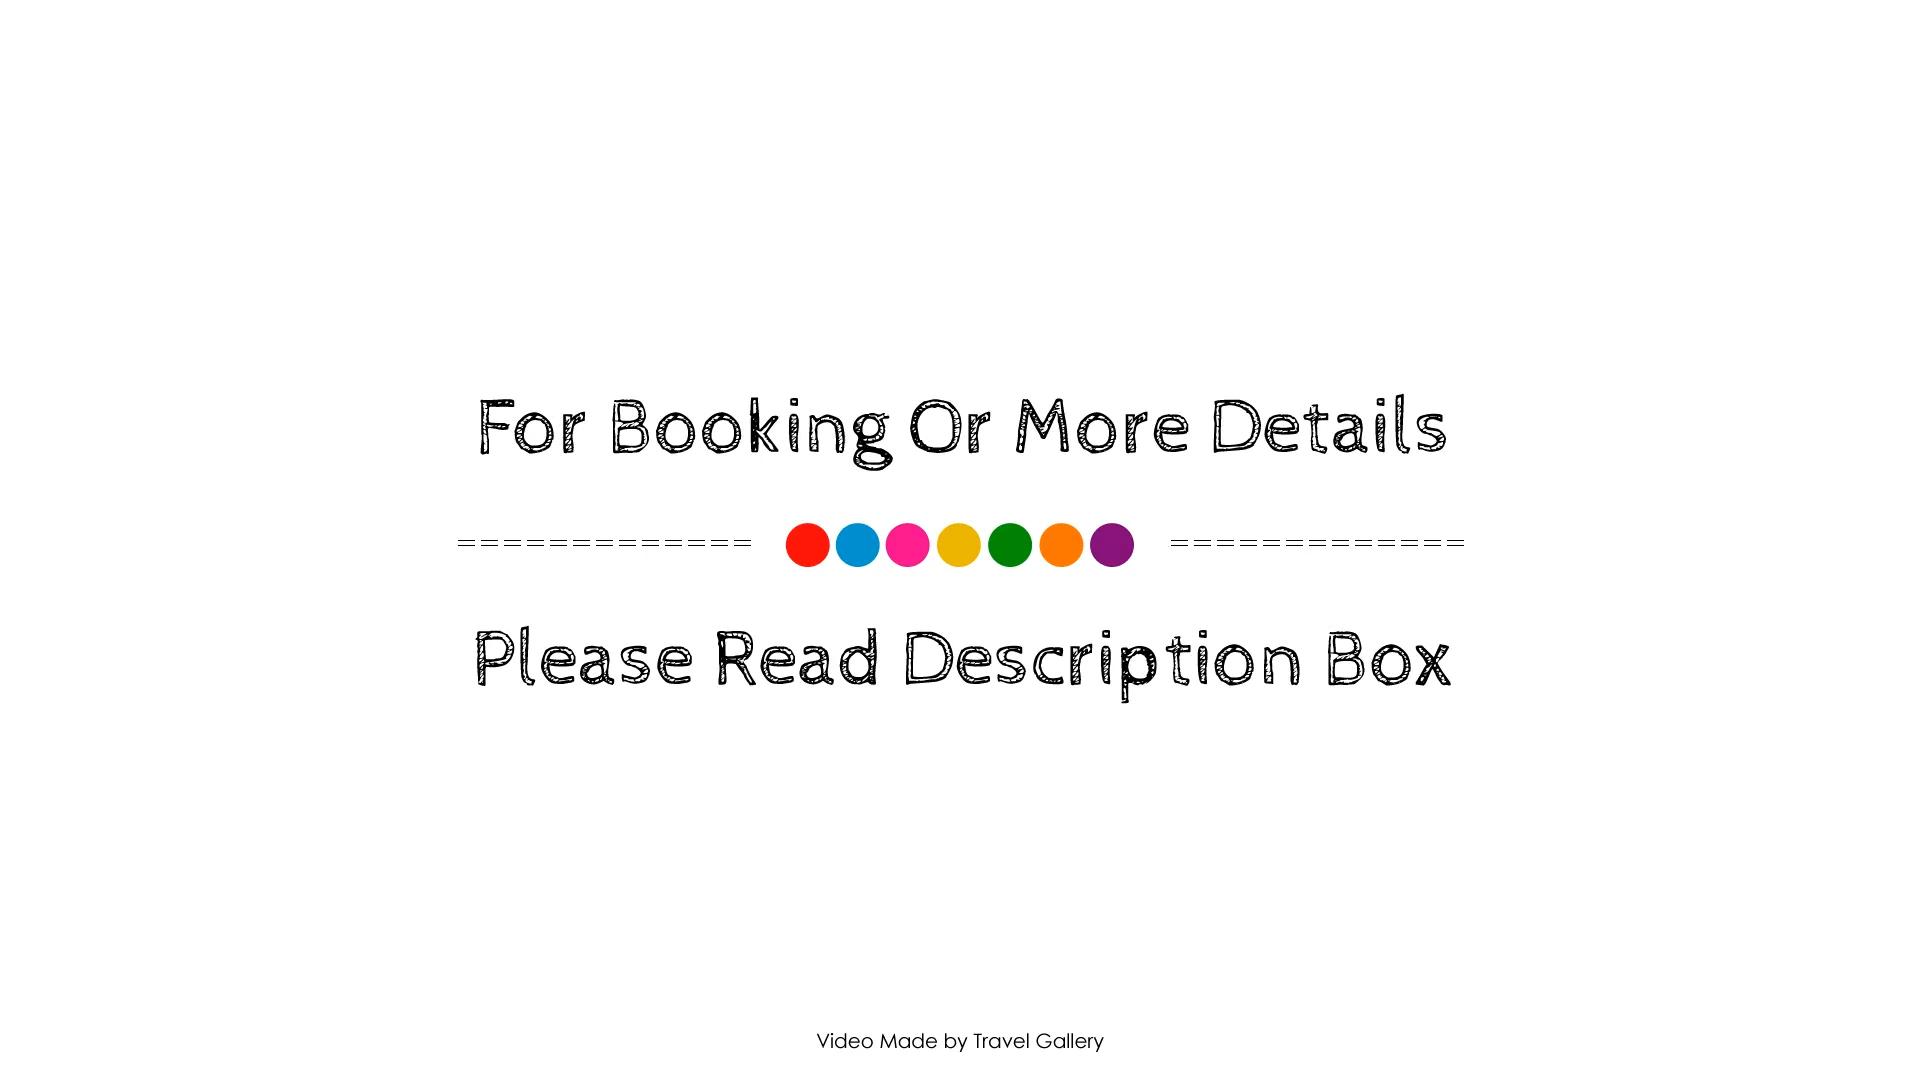 For Booking Or More Details
============= =============
Please Read Description Box
Video Made by Travel Gallery